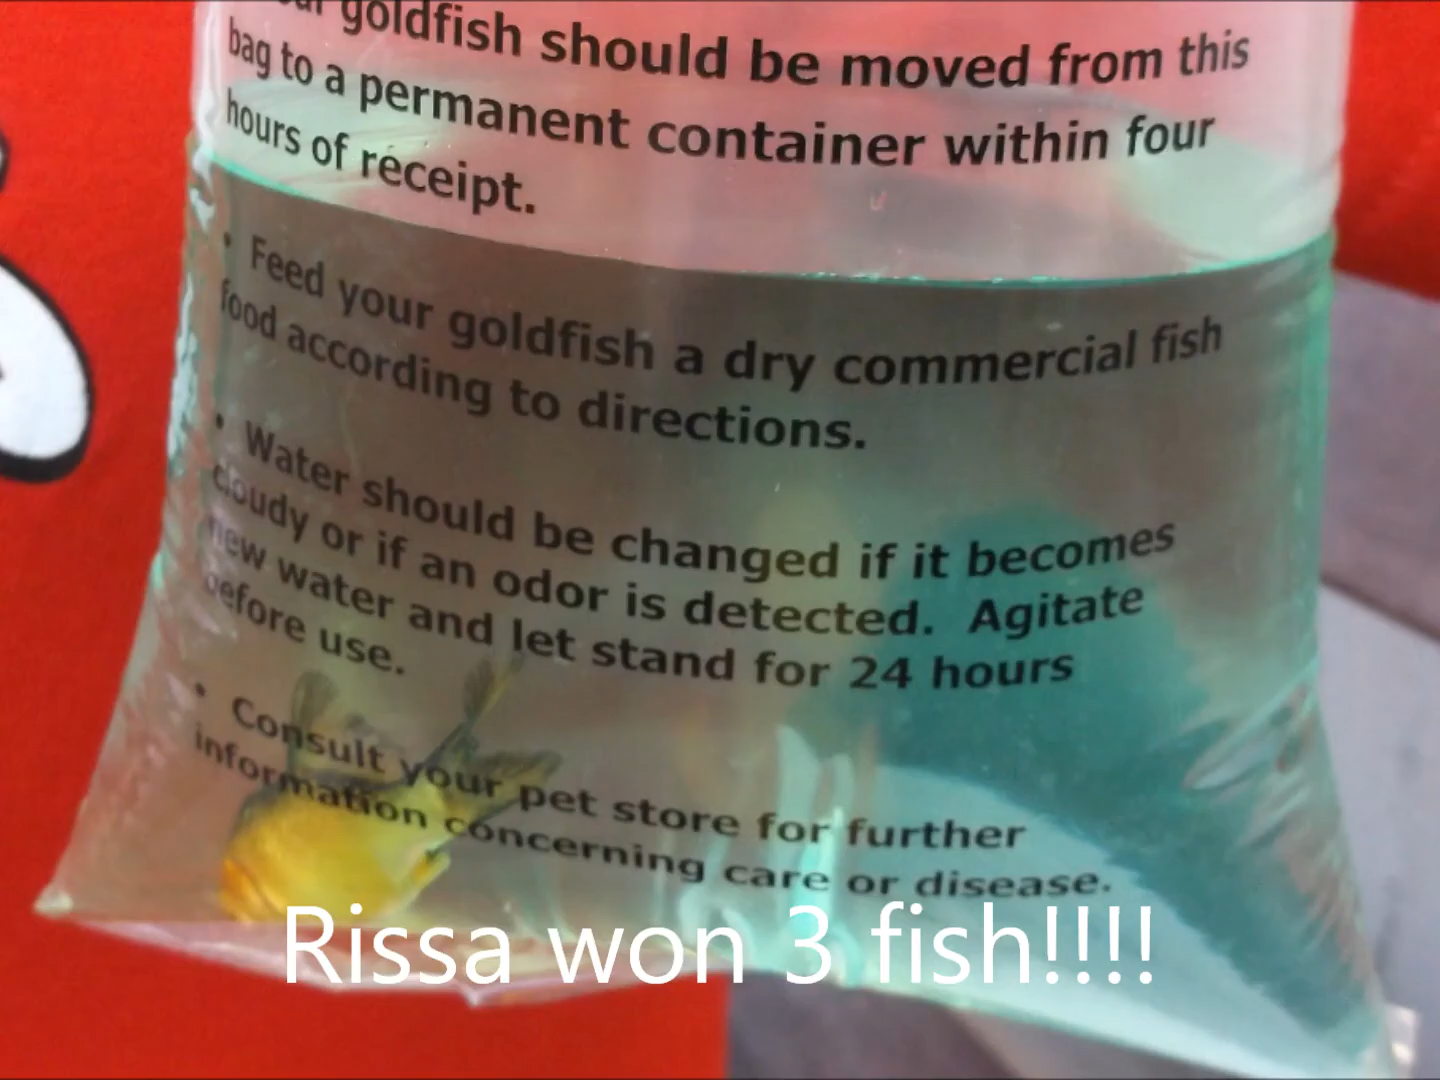 goldfish should be moved from this
bag to a permanent container within four
hours of receipt.
• Feed your goldfish a dry commercial fish
food according to directions.
• Water should be changed if it becomes
cloudy or if an odor is detected. Agitate
new water and let stand for 24 hours
before use.
• Consult your pet store for further
information concerning care or disease.
Rissa won 3 fish!!!!